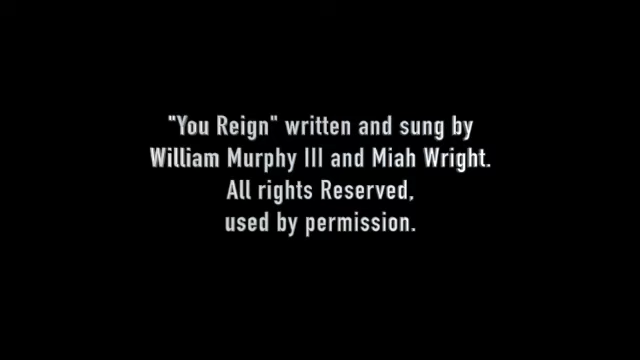 "You Reign" written and sung by
William Murphy III and Miah Wright.
All rights Reserved,
used by permission.